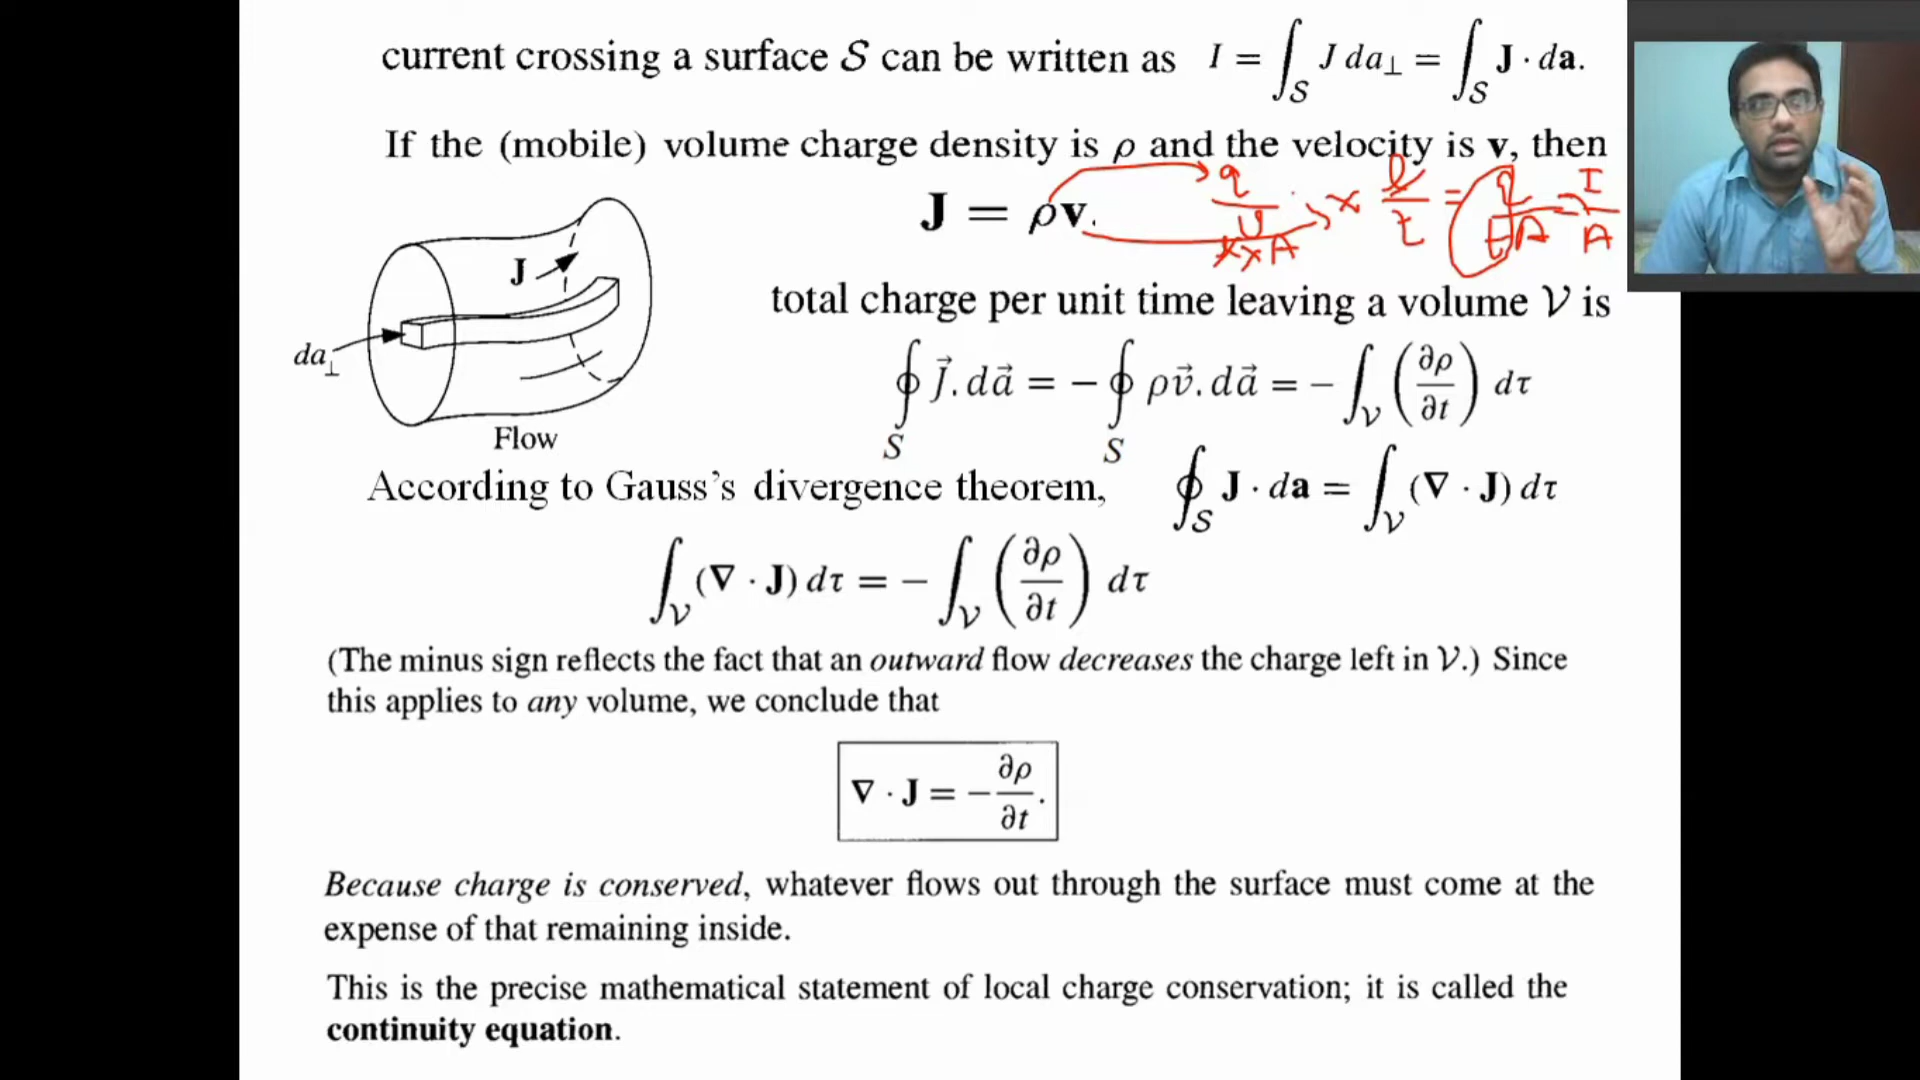 current crossing a surface 𝒮 can be written as I = ∫_𝒮 J da⊥ = ∫_𝒮 𝐉 · d𝐚.
If the (mobile) volume charge density is ρ and the velocity is 𝐯, then
𝐉 = ρ𝐯.
q/V × ℓ/t = q/tA = I/A
ℓ×A
J
da⊥
Flow
total charge per unit time leaving a volume 𝒱 is
∮_S J⃗.da⃗ = − ∮_S ρv⃗.da⃗ = − ∫_𝒱 (∂ρ/∂t) dτ
According to Gauss's divergence theorem, ∮_𝒮 𝐉 · d𝐚 = ∫_𝒱 (∇ · 𝐉) dτ
∫_𝒱 (∇ · 𝐉) dτ = − ∫_𝒱 (∂ρ/∂t) dτ
(The minus sign reflects the fact that an outward flow decreases the charge left in 𝒱.) Since
this applies to any volume, we conclude that
∇ · 𝐉 = −∂ρ/∂t.
Because charge is conserved, whatever flows out through the surface must come at the
expense of that remaining inside.
This is the precise mathematical statement of local charge conservation; it is called the
continuity equation.